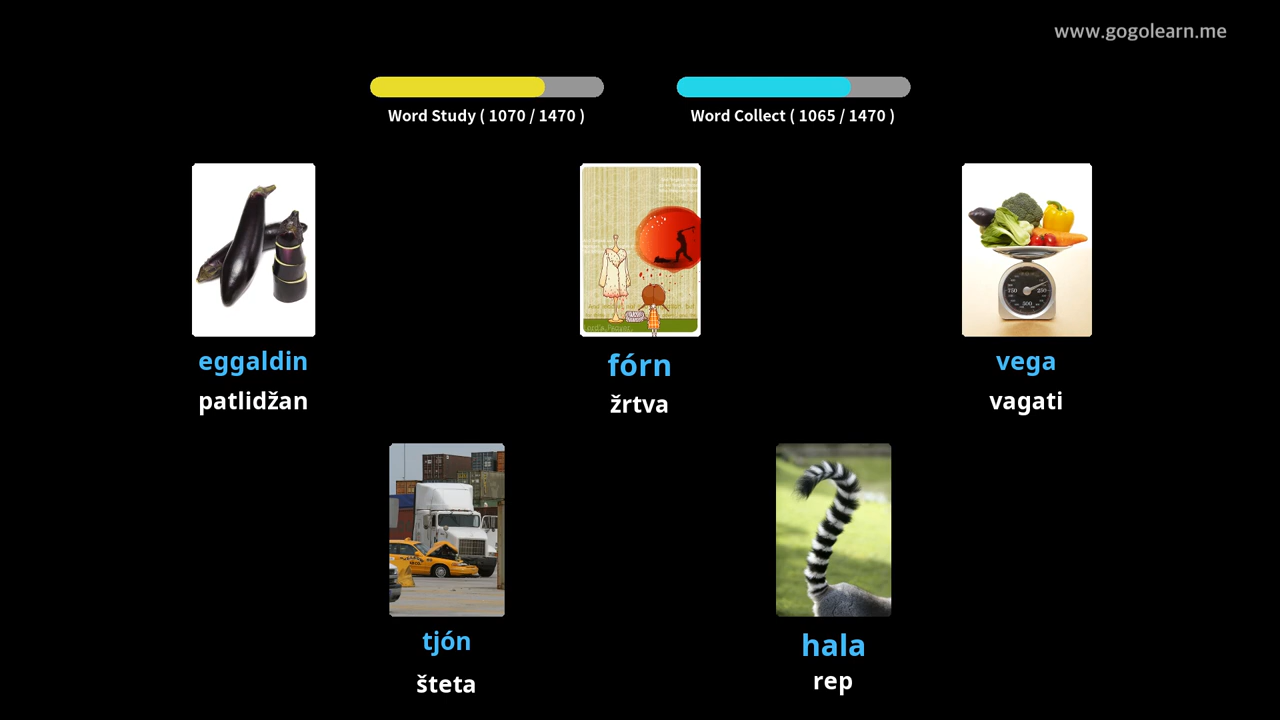 www.gogolearn.me
Word Study ( 1070 / 1470 )
Word Collect ( 1065 / 1470 )
eggaldin
fórn
vega
patlidžan
žrtva
vagati
tjón
hala
šteta
rep